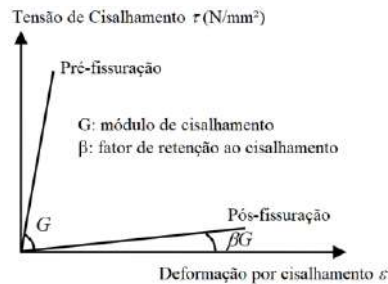 Tensão de Cisalhamento τ (N/mm²)
Pré-fissuração
G: módulo de cisalhamento
β: fator de retenção ao cisalhamento
Pós-fissuração
G
βG
Deformação por cisalhamento ε